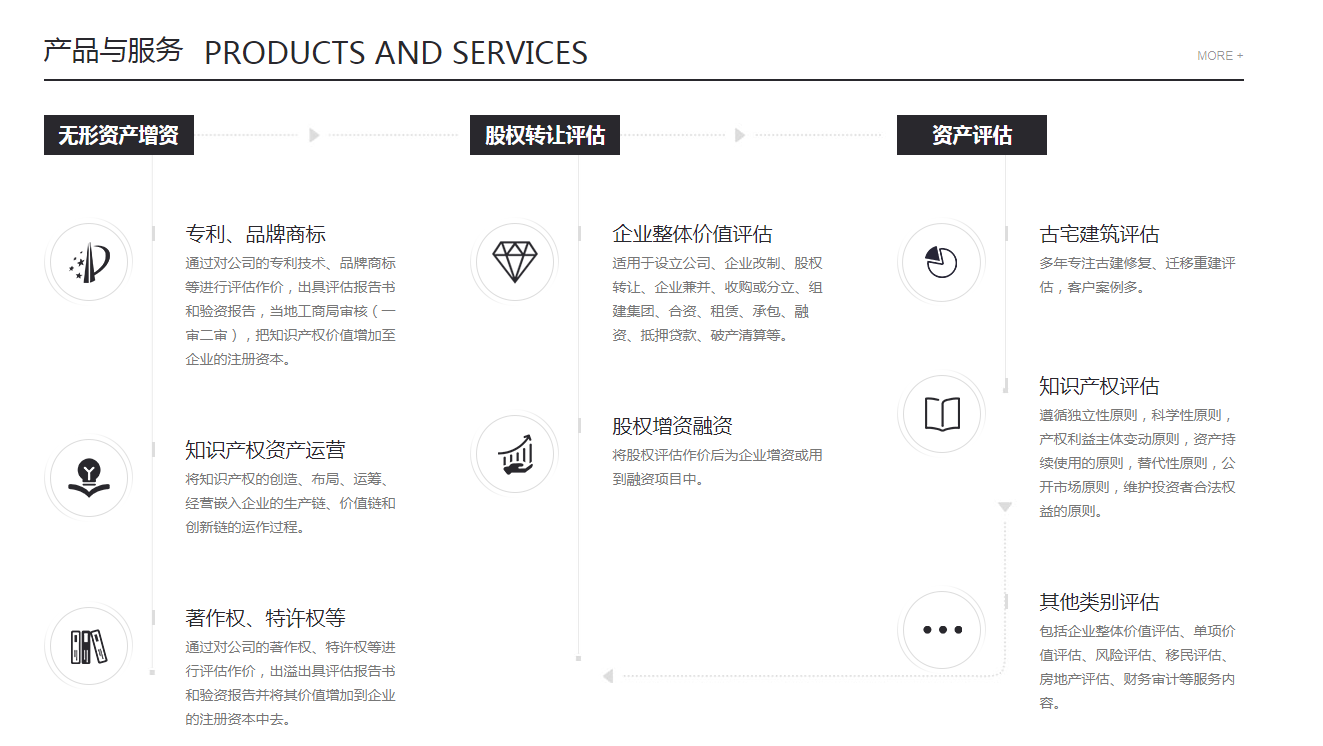 产品与服务 PRODUCTS AND SERVICES
MORE +
无形资产增资
专利、品牌商标
通过对公司的专利技术、品牌商标
等进行评估作价，出具评估报告书
和验资报告，当地工商局审核（一
审二审），把知识产权价值增加至
企业的注册资本。
知识产权资产运营
将知识产权的创造、布局、运筹、
经营嵌入企业的生产链、价值链和
创新链的运作过程。
著作权、特许权等
通过对公司的著作权、特许权等进
行评估作价，出溢出具评估报告书
和验资报告并将其价值增加到企业
的注册资本中去。
股权转让评估
企业整体价值评估
适用于设立公司、企业改制、股权
转让、企业兼并、收购或分立、组
建集团、合资、租赁、承包、融
资、抵押贷款、破产清算等。
股权增资融资
将股权评估作价后为企业增资或用
到融资项目中。
资产评估
古宅建筑评估
多年专注古建修复、迁移重建评
估，客户案例多。
知识产权评估
遵循独立性原则，科学性原则，
产权利益主体变动原则，资产持
续使用的原则，替代性原则，公
开市场原则，维护投资者合法权
益的原则。
其他类别评估
包括企业整体价值评估、单项价
值评估、风险评估、移民评估、
房地产评估、财务审计等服务内
容。